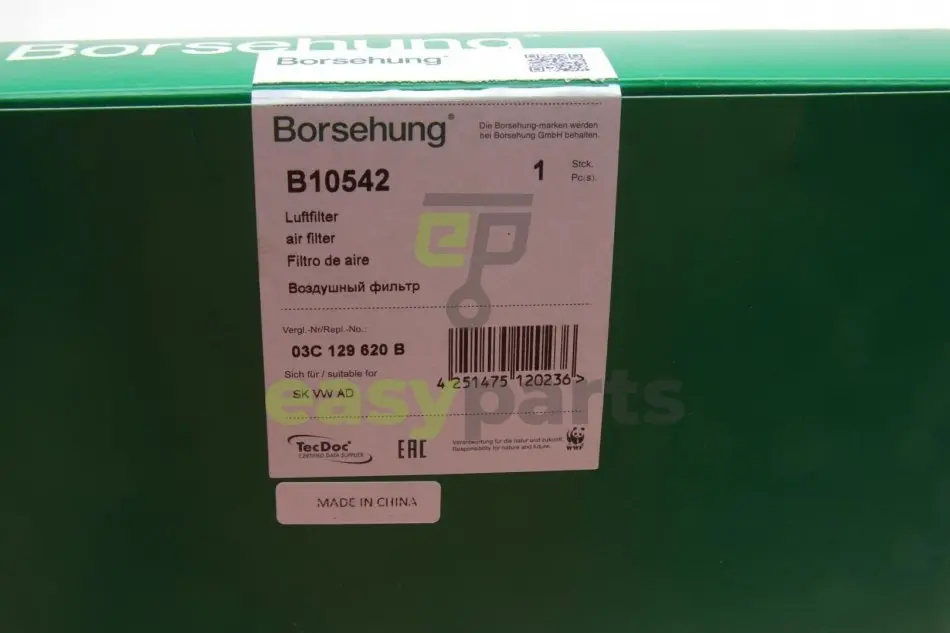 Borsehung
Borsehung
Borsehung®
Die Borsehung-marken werden
bei Borsehung GmbH behalten.
B10542
1
Stck.
Pc(s).
Luftfilter
air filter
Filtro de aire
Воздушный фильтр
Vergl.-Nr/Repl.-No.:
03C 129 620 B
Sich für / suitable for
SK VW AD
4 251475 120236 >
easyparts
TecDoc
CERTIFIED DATA SUPPLIER
EAC
Verantwortung für die natur und zukunft.
Responsibility for nature and future.
WWF
MADE IN CHINA